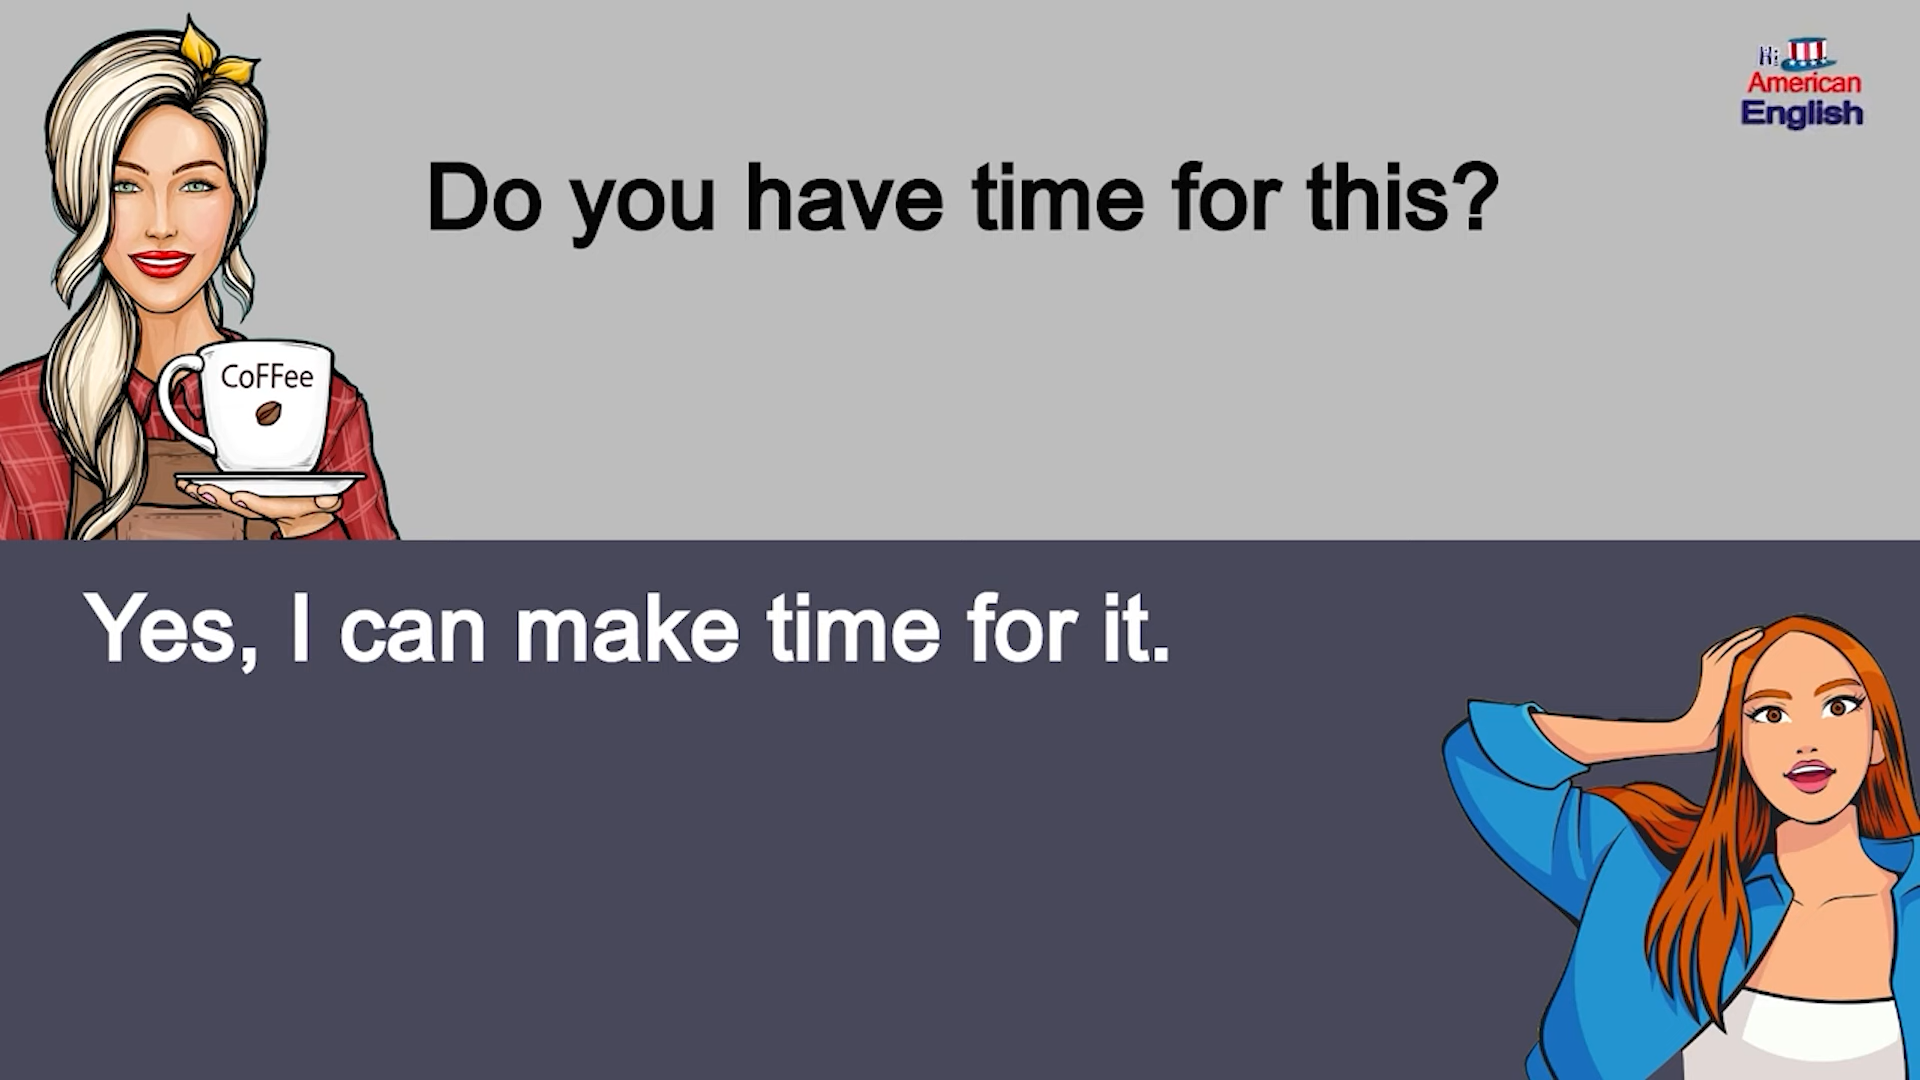 Hi
American
English
Do you have time for this?
CoFFee
Yes, I can make time for it.